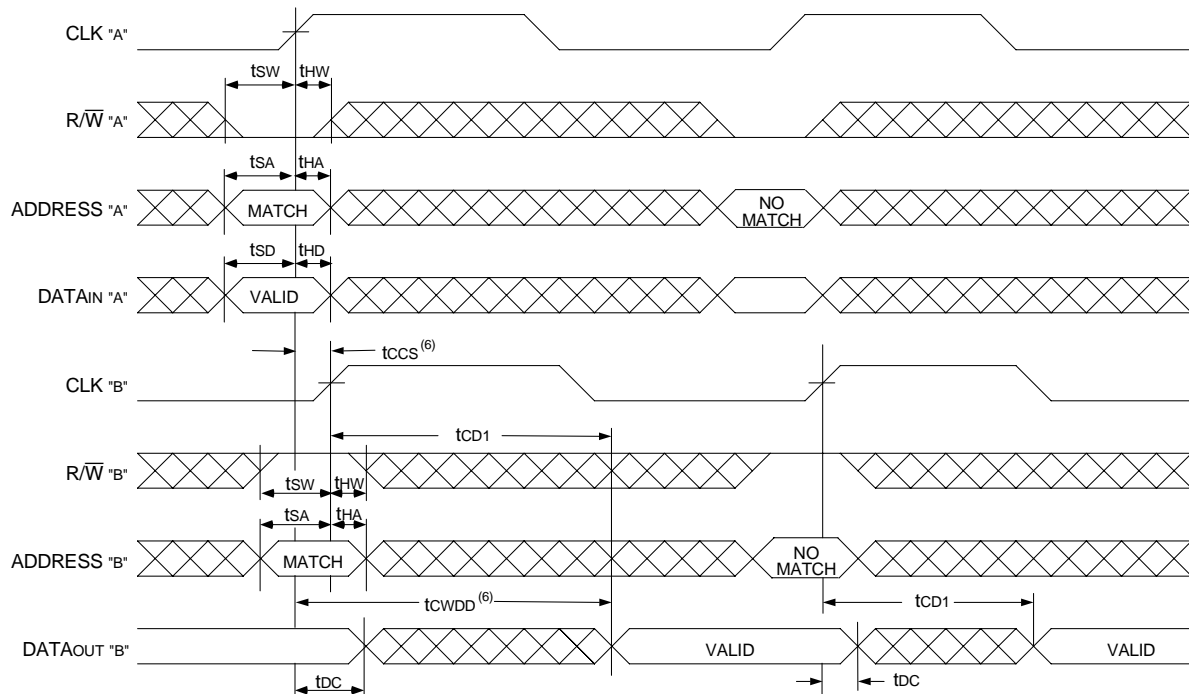 CLK "A"
tSW tHW
R/W̅ "A"
tSA tHA
ADDRESS "A" MATCH NO MATCH
tSD tHD
DATAIN "A" VALID
tCCS (6)
CLK "B"
tCD1
R/W̅ "B"
tSW tHW
tSA tHA
ADDRESS "B" MATCH NO MATCH
tCWDD (6) tCD1
DATAOUT "B" VALID VALID
tDC tDC